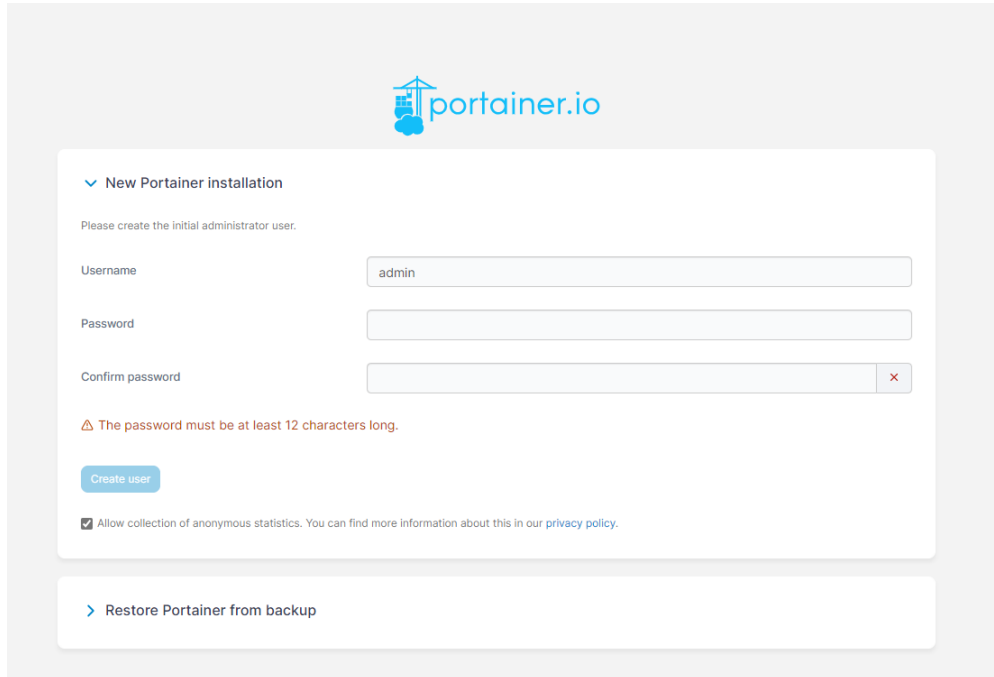 portainer.io
New Portainer installation
Please create the initial administrator user.
Username
admin
Password
Confirm password
The password must be at least 12 characters long.
Create user
Allow collection of anonymous statistics. You can find more information about this in our privacy policy.
Restore Portainer from backup